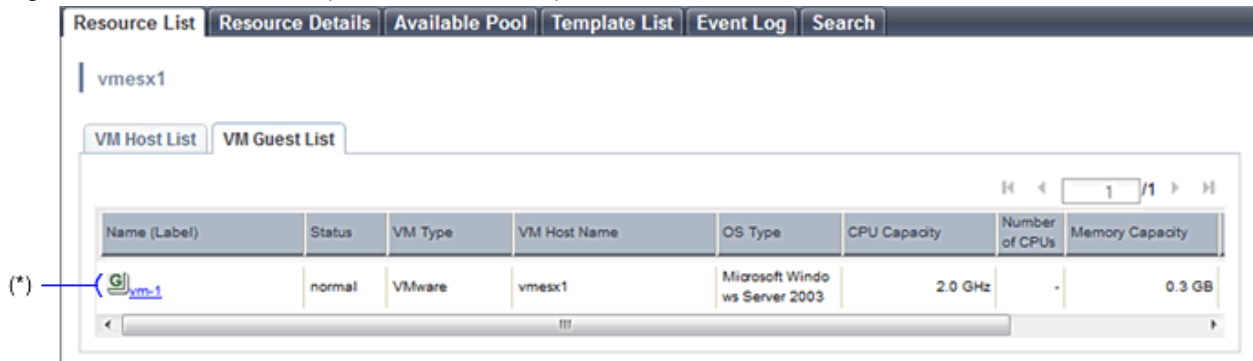 Resource List Resource Details Available Pool Template List Event Log Search
vmesx1
VM Host List VM Guest List
1 /1
Name (Label) Status VM Type VM Host Name OS Type CPU Capacity Number of CPUs Memory Capacity
(*) G vm-1 normal VMware vmesx1 Microsoft Windo
ws Server 2003 2.0 GHz - 0.3 GB